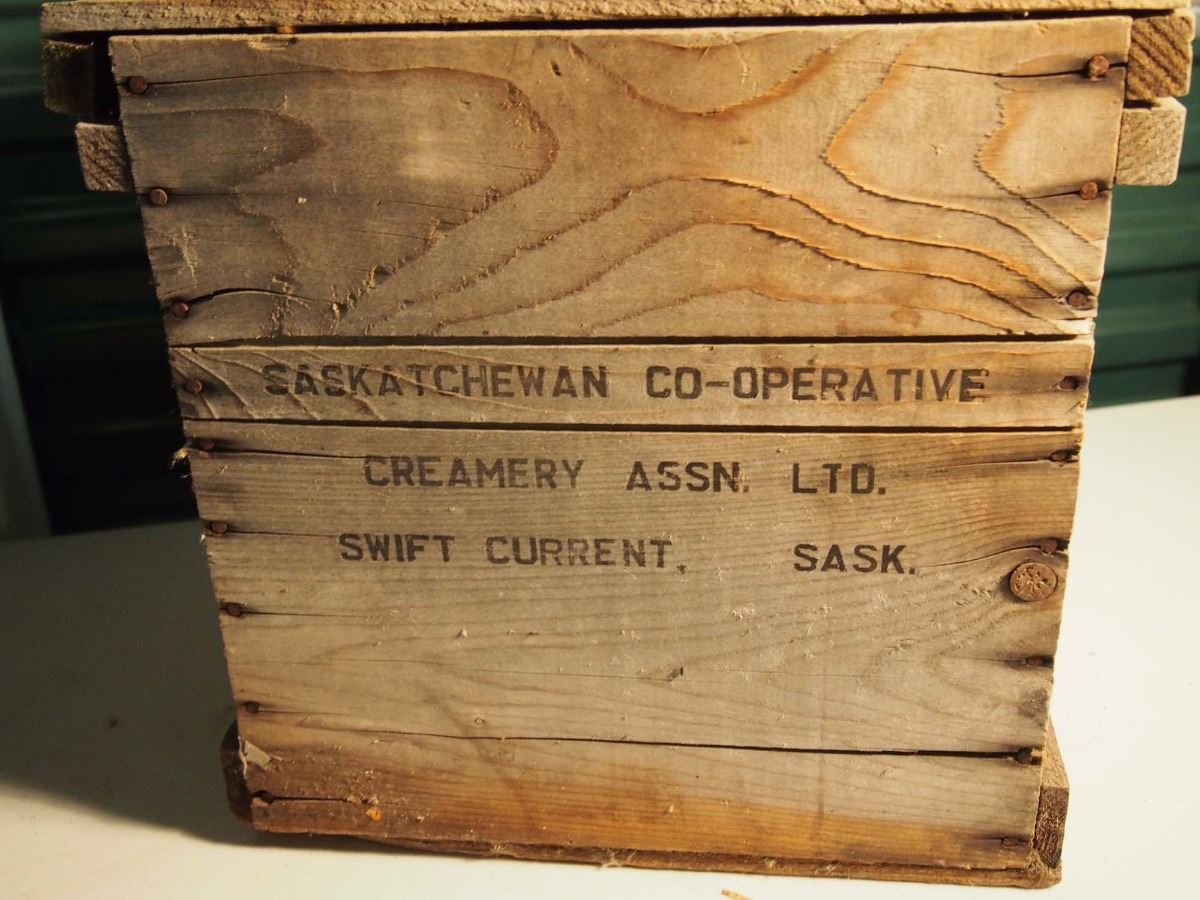 SASKATCHEWAN CO-OPERATIVE
CREAMERY ASSN. LTD.
SWIFT CURRENT, SASK.